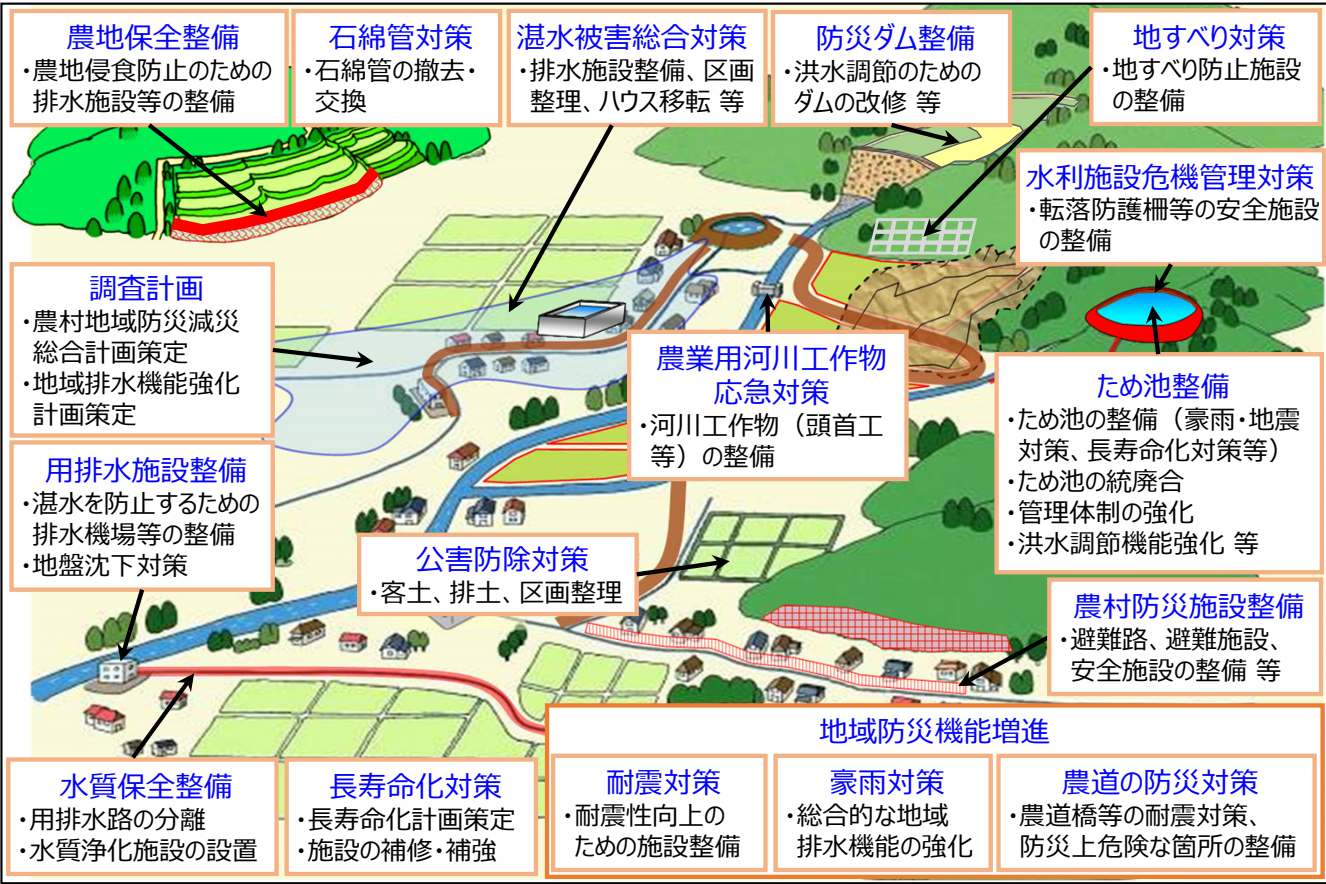 農地保全整備
・農地侵食防止のための
排水施設等の整備
石綿管対策
・石綿管の撤去・
交換
湛水被害総合対策
・排水施設整備、区画
整理、ハウス移転 等
防災ダム整備
・洪水調節のための
ダムの改修 等
地すべり対策
・地すべり防止施設
の整備
水利施設危機管理対策
・転落防護柵等の安全施設
の整備
調査計画
・農村地域防災減災
総合計画策定
・地域排水機能強化
計画策定
農業用河川工作物
応急対策
・河川工作物（頭首工
等）の整備
ため池整備
・ため池の整備（豪雨・地震
対策、長寿命化対策等）
・ため池の統廃合
・管理体制の強化
・洪水調節機能強化 等
用排水施設整備
・湛水を防止するための
排水機場等の整備
・地盤沈下対策
公害防除対策
・客土、排土、区画整理
農村防災施設整備
・避難路、避難施設、
安全施設の整備 等
水質保全整備
・用排水路の分離
・水質浄化施設の設置
長寿命化対策
・長寿命化計画策定
・施設の補修・補強
地域防災機能増進
耐震対策
・耐震性向上の
ための施設整備
豪雨対策
・総合的な地域
排水機能の強化
農道の防災対策
・農道橋等の耐震対策、
防災上危険な箇所の整備